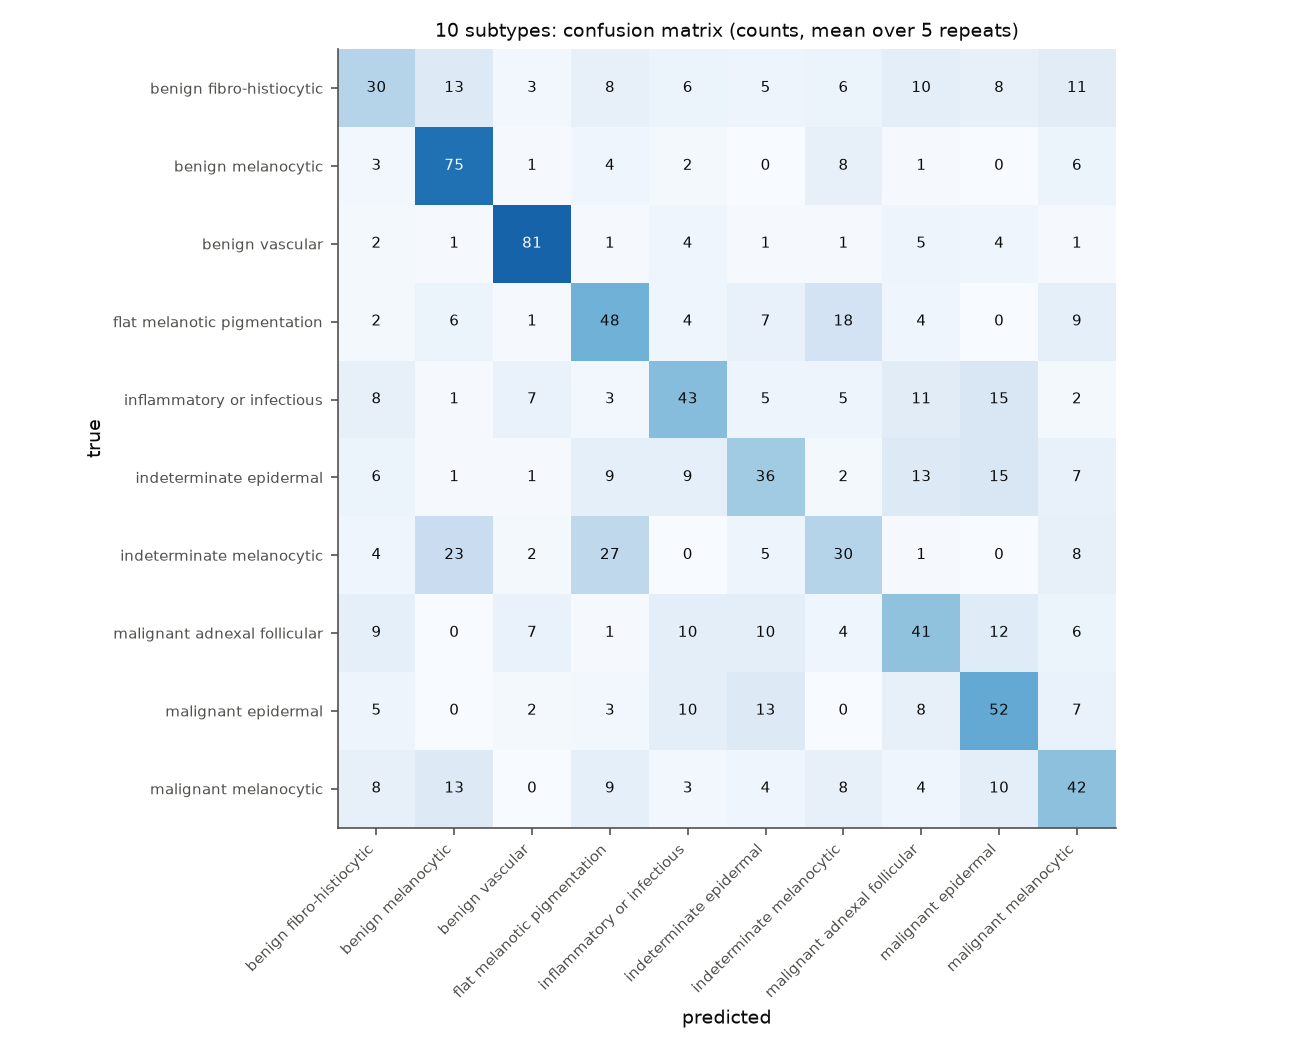 10 subtypes: confusion matrix (counts, mean over 5 repeats)
benign fibro-histiocytic 30 13 3 8 6 5 6 10 8 11
benign melanocytic 3 75 1 4 2 0 8 1 0 6
benign vascular 2 1 81 1 4 1 1 5 4 1
flat melanotic pigmentation 2 6 1 48 4 7 18 4 0 9
inflammatory or infectious 8 1 7 3 43 5 5 11 15 2
indeterminate epidermal 6 1 1 9 9 36 2 13 15 7
indeterminate melanocytic 4 23 2 27 0 5 30 1 0 8
malignant adnexal follicular 9 0 7 1 10 10 4 41 12 6
malignant epidermal 5 0 2 3 10 13 0 8 52 7
malignant melanocytic 8 13 0 9 3 4 8 4 10 42
true
benign fibro-histiocytic
benign melanocytic
benign vascular
flat melanotic pigmentation
inflammatory or infectious
indeterminate epidermal
indeterminate melanocytic
malignant adnexal follicular
malignant epidermal
malignant melanocytic
predicted